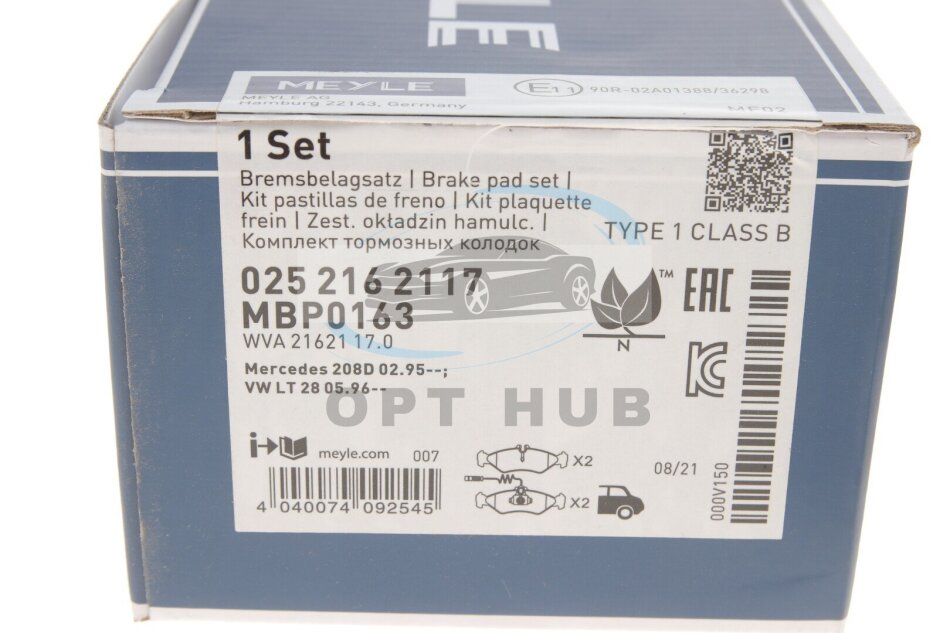 MEYLE
MEYLE AG
Hamburg 22143, Germany
E11 90R-02A01388/36298
1 Set
Bremsbelagsatz | Brake pad set |
Kit pastillas de freno | Kit plaquette
frein | Zest. okładzin hamulc. |
Комплект тормозных колодок
TYPE 1 CLASS B
025 216 2117
MBP0163
WVA 21621 17.0
Mercedes 208D 02.95--;
VW LT 28 05.96--
™
N
EAC
OPT HUB
meyle.com 007
4 040074 092545
X2
X2
08/21
000V150